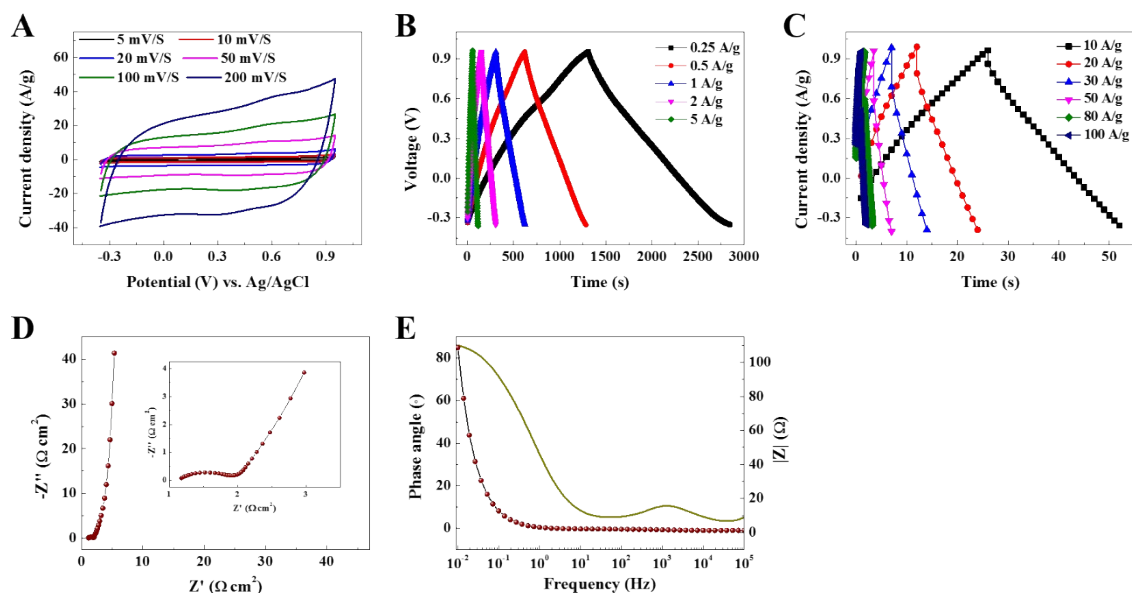 A
5 mV/S 10 mV/S
20 mV/S 50 mV/S
100 mV/S 200 mV/S
Current density (A/g)
60
40
20
0
-20
-40
-0.3 0.0 0.3 0.6 0.9
Potential (V) vs. Ag/AgCl
B
0.25 A/g
0.5 A/g
1 A/g
2 A/g
5 A/g
Voltage (V)
0.9
0.6
0.3
0.0
-0.3
0 500 1000 1500 2000 2500 3000
Time (s)
C
10 A/g
20 A/g
30 A/g
50 A/g
80 A/g
100 A/g
Current density (A/g)
0.9
0.6
0.3
0.0
-0.3
0 10 20 30 40 50
Time (s)
D
-Z'' (Ω cm²)
40
30
20
10
0
0 10 20 30 40
Z' (Ω cm²)
-Z'' (Ω cm²)
4
3
2
1
0
1 2 3 4
Z' (Ω cm²)
E
Phase angle (◦)
80
60
40
20
0
10⁻² 10⁻¹ 10⁰ 10¹ 10² 10³ 10⁴ 10⁵
Frequency (Hz)
100
80
60
40
20
0
|Z| (Ω)